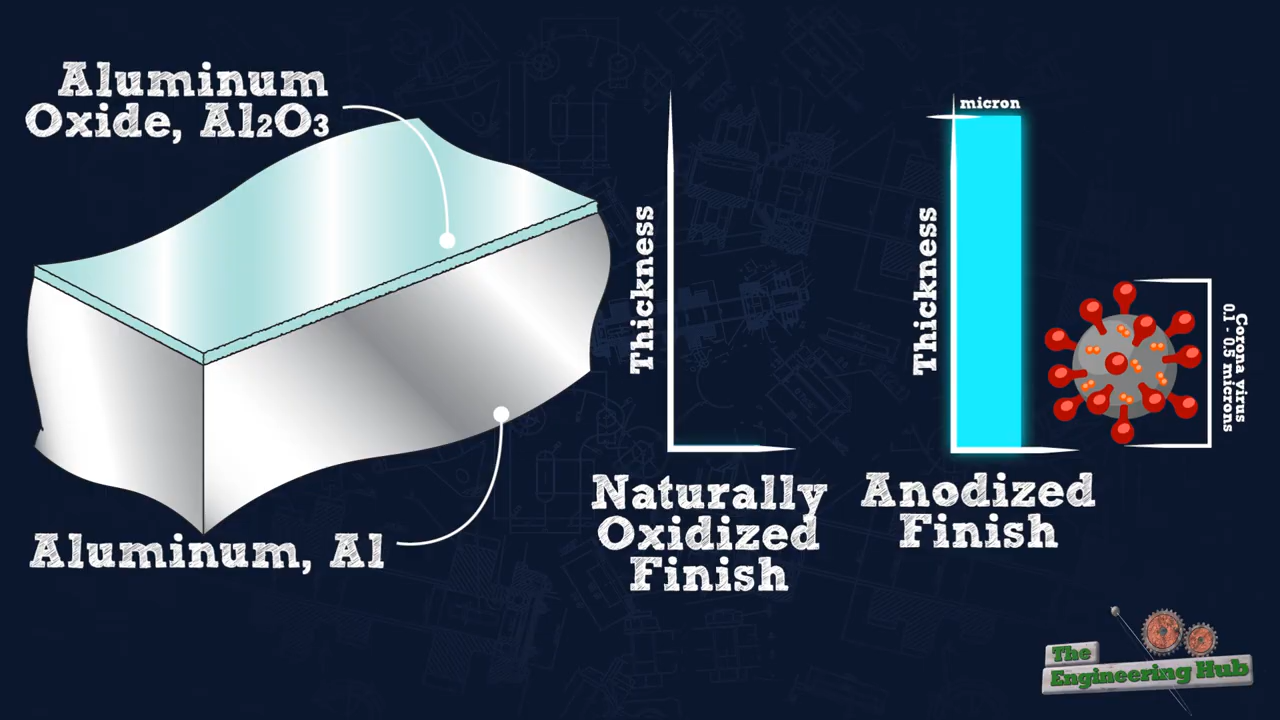 Aluminum
Oxide, Al2O3
Aluminum, Al
Thickness
Naturally
Oxidized
Finish
micron
Thickness
Anodized
Finish
Corona virus
0.1 - 0.5 microns
The
Engineering Hub